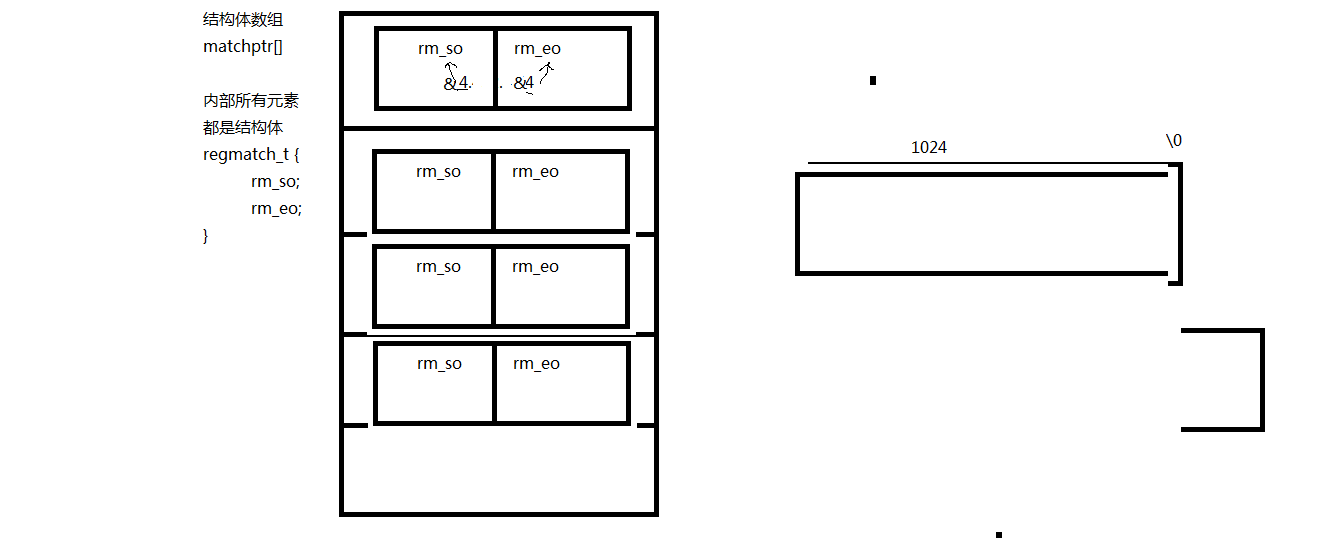 结构体数组
matchptr[]
内部所有元素
都是结构体
regmatch_t {
rm_so;
rm_eo;
}
rm_so rm_eo
&4 &4
rm_so rm_eo
rm_so rm_eo
rm_so rm_eo
1024
\0